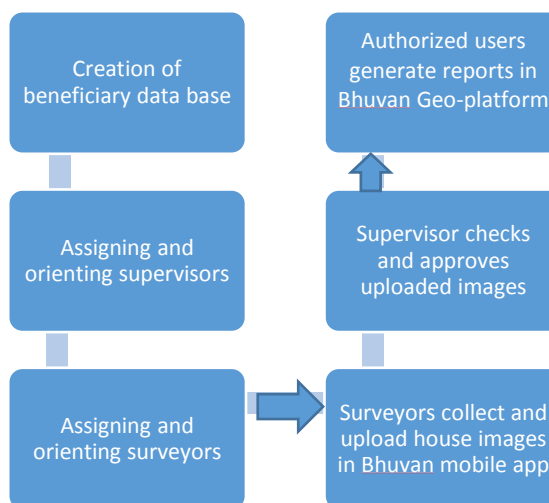 Creation of
beneficiary data base
Assigning and
orienting supervisors
Assigning and
orienting surveyors
Surveyors collect and
upload house images
in Bhuvan mobile app
Supervisor checks
and approves
uploaded images
Authorized users
generate reports in
Bhuvan Geo-platform